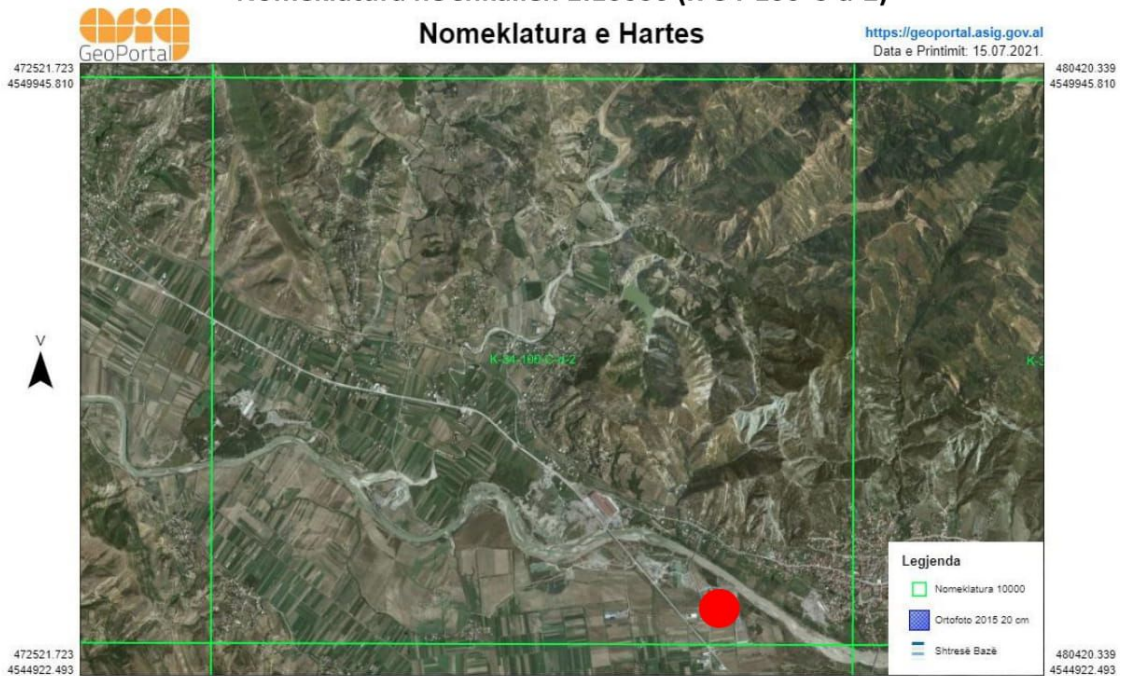 GeoPortal
Nomeklatura e Hartes
https://geoportal.asig.gov.al
Data e Printimit: 15.07.2021.
472521.723
4549945.810
480420.339
4549945.810
V
K-34-100-C-d-2
K-3
Legjenda
Nomeklatura 10000
Ortofoto 2015 20 cm
Shtresë Bazë
472521.723
4544922.493
480420.339
4544922.493